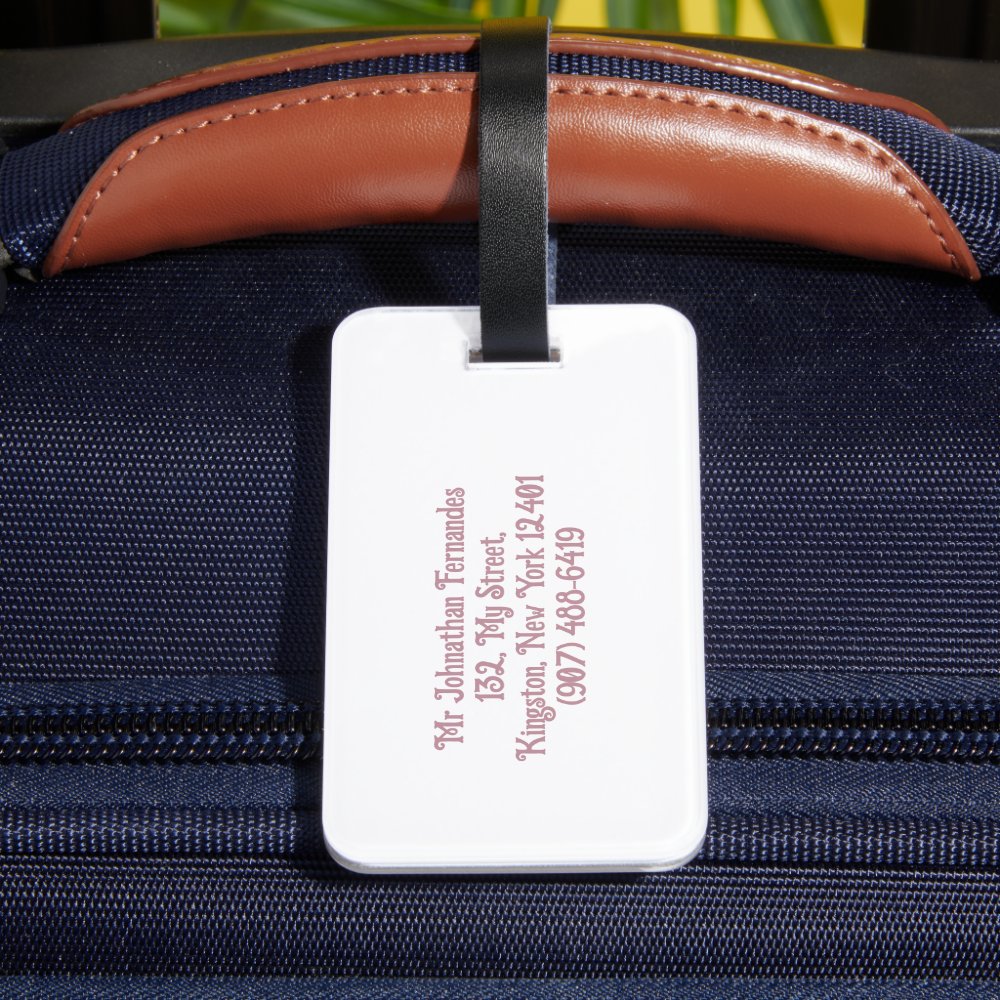 Mr Johnathan Fernandes
132, My Street,
Kingston, New York 12401
(907) 488-6419